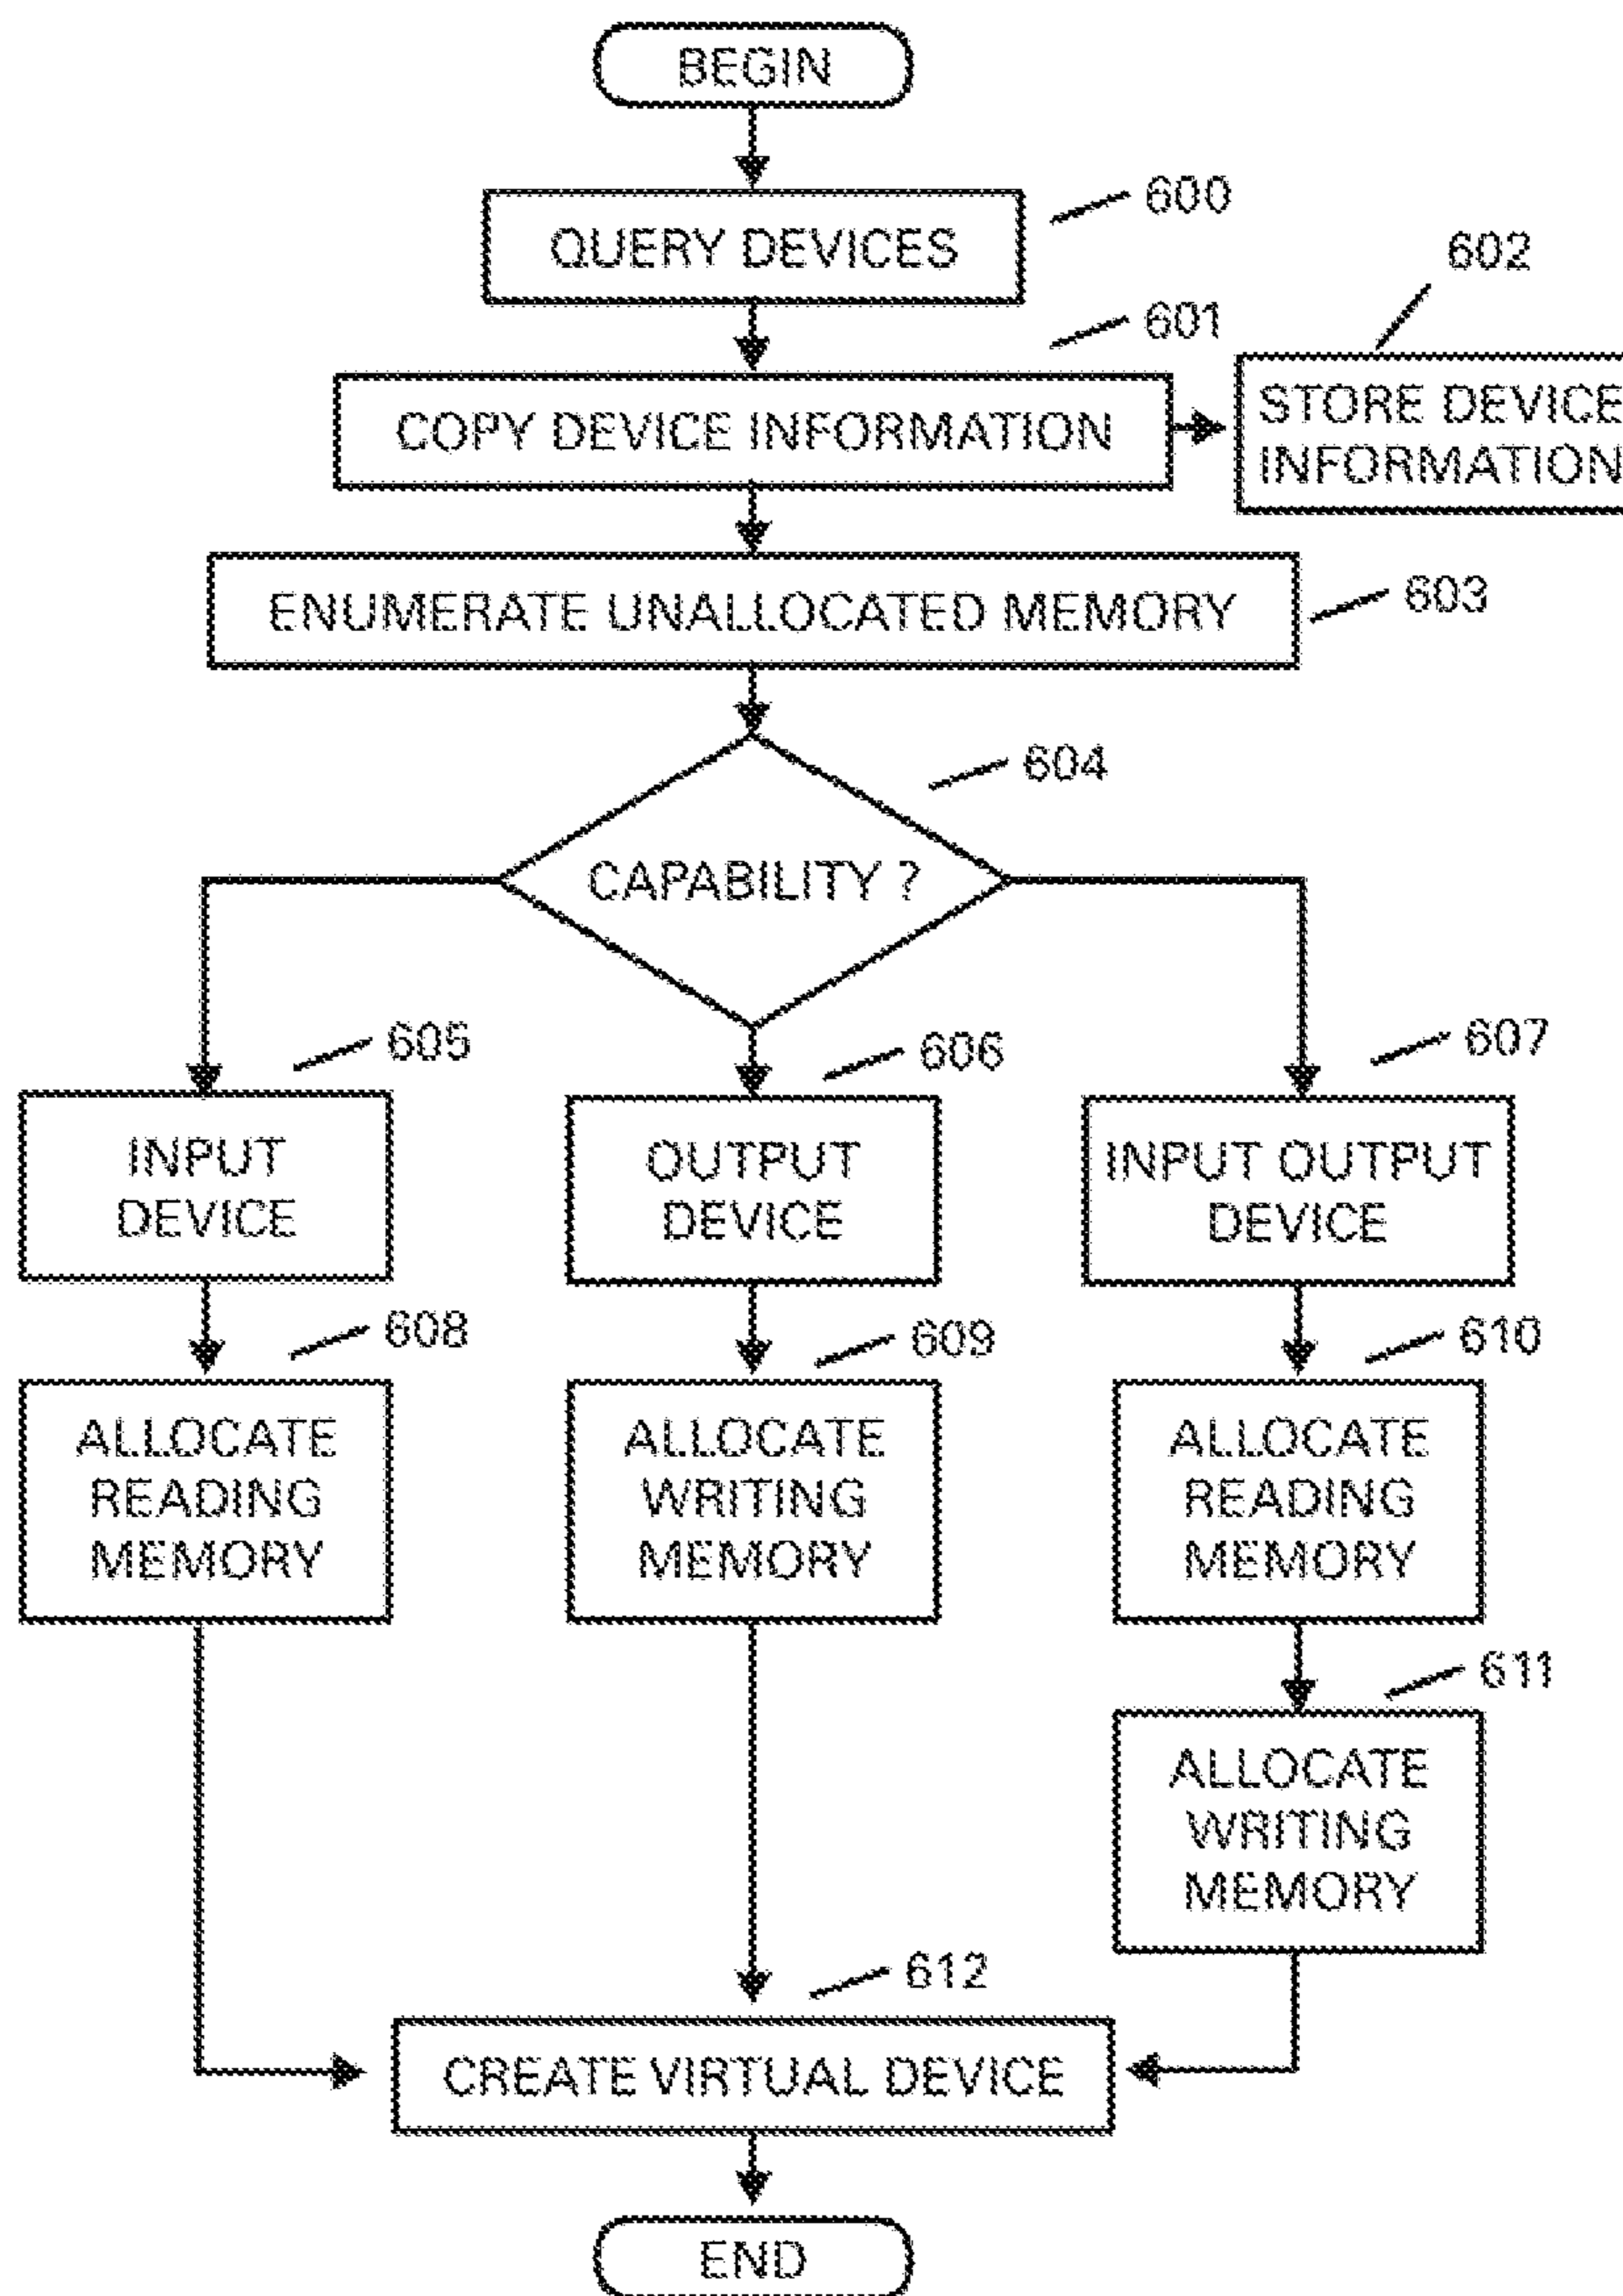 BEGIN
600
QUERY DEVICES
601
602
COPY DEVICE INFORMATION
STORE DEVICE
INFORMATION
603
ENUMERATE UNALLOCATED MEMORY
604
CAPABILITY ?
605
606
607
INPUT
DEVICE
OUTPUT
DEVICE
INPUT OUTPUT
DEVICE
608
609
610
ALLOCATE
READING
MEMORY
ALLOCATE
WRITING
MEMORY
ALLOCATE
READING
MEMORY
611
ALLOCATE
WRITING
MEMORY
612
CREATE VIRTUAL DEVICE
END